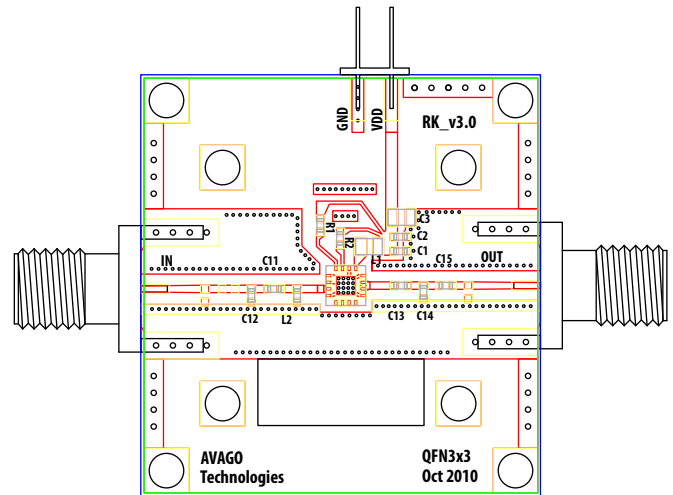 GND
VDD
RK_v3.0
C3
R1
R2
C2
C1
L1
IN
C11
C15
OUT
C12
L2
C13
C14
AVAGO
Technologies
QFN3x3
Oct 2010